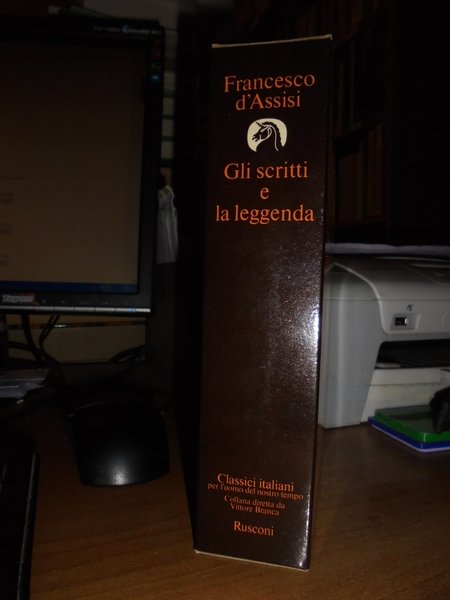 Francesco
d'Assisi
Gli scritti
e
la leggenda
Classici italiani
per l'uomo del nostro tempo
Collana diretta da
Vittore Branca
Rusconi